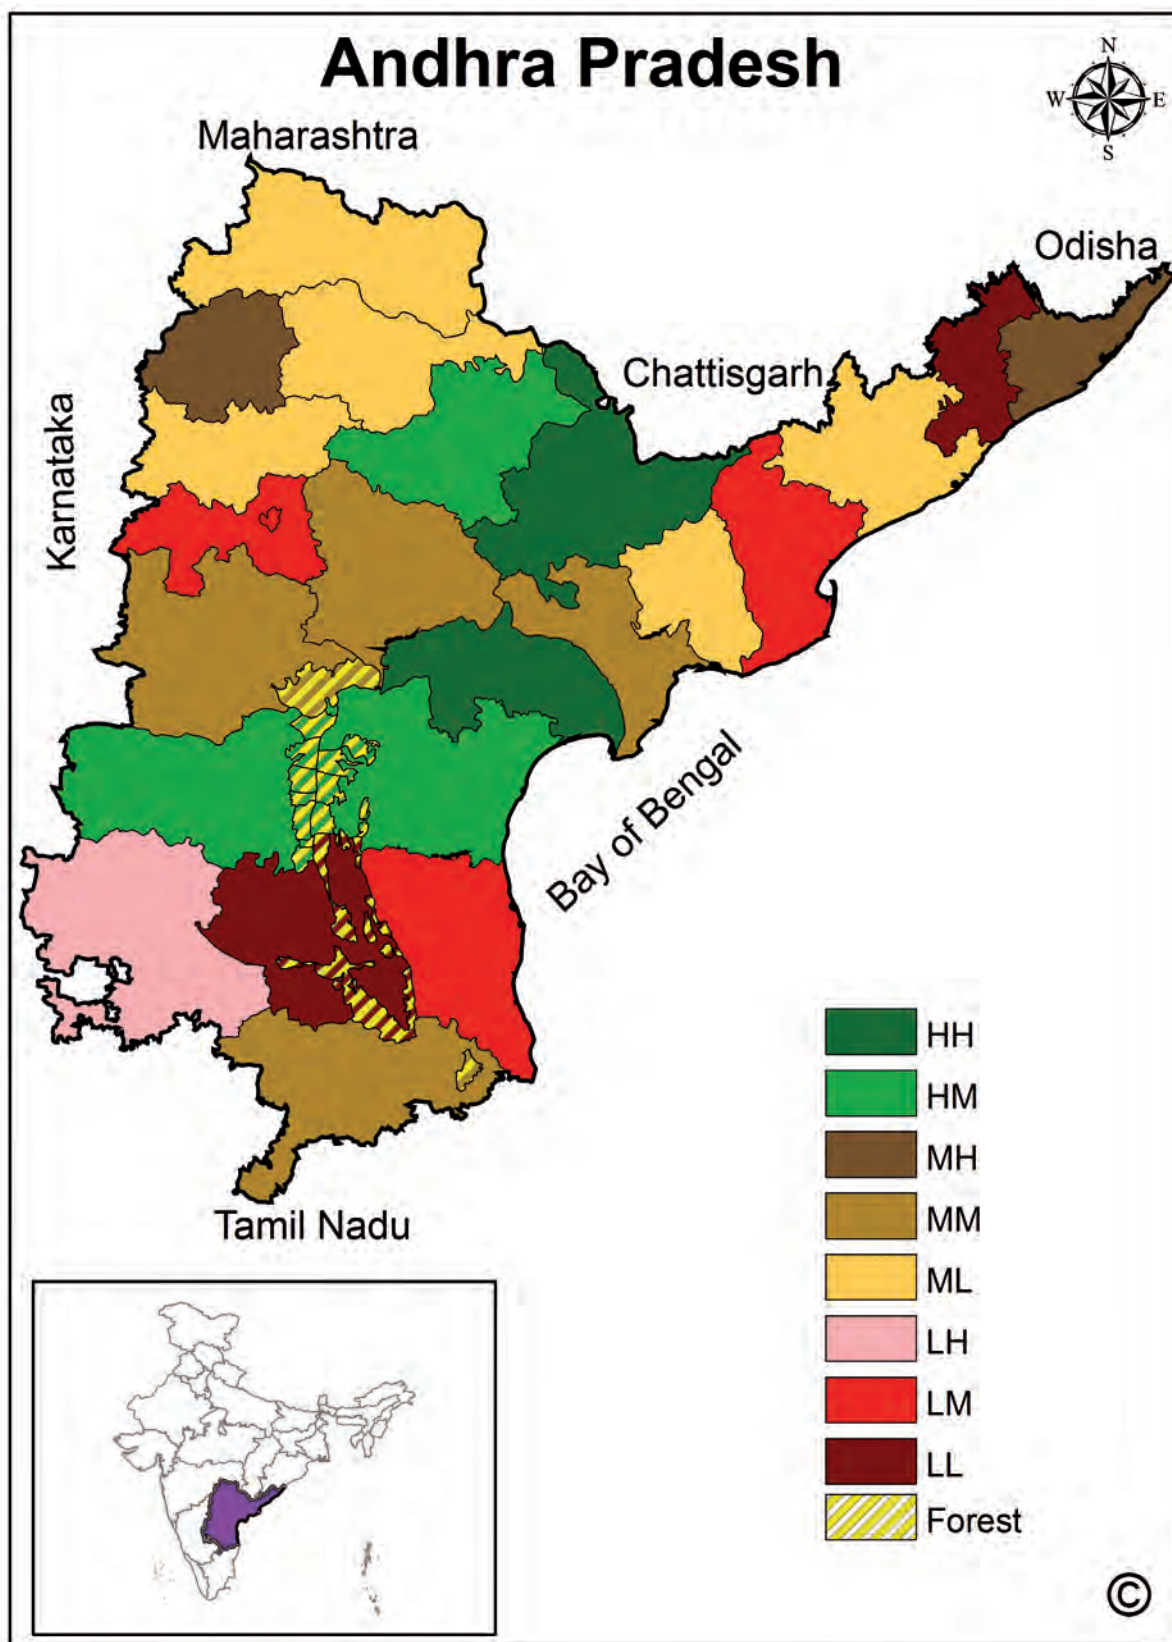 Andhra Pradesh
N
W
E
S
Maharashtra
Odisha
Chattisgarh
Karnataka
Bay of Bengal
Tamil Nadu
HH
HM
MH
MM
ML
LH
LM
LL
Forest
©